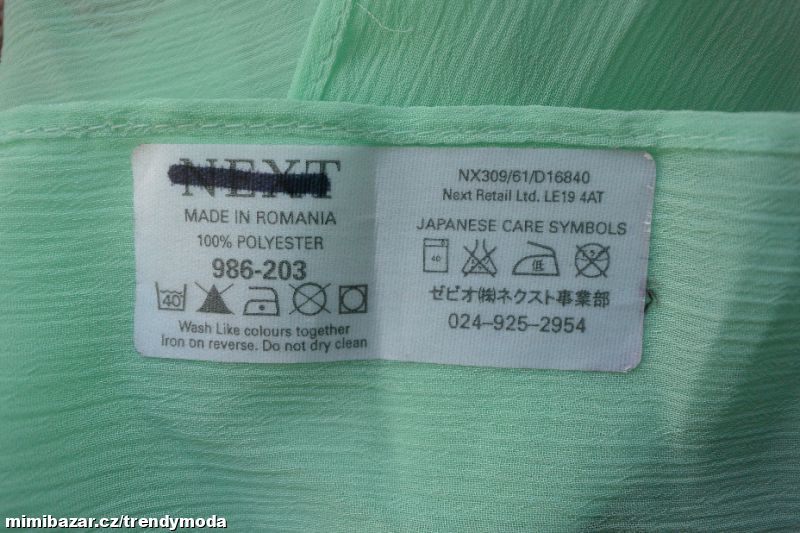 NEXT
MADE IN ROMANIA
100% POLYESTER
986-203
40
Wash Like colours together
Iron on reverse. Do not dry clean
NX309/61/D16840
Next Retail Ltd. LE19 4AT
JAPANESE CARE SYMBOLS
40
低
ゼビオ㈱ネクスト事業部
024-925-2954
mimibazar.cz/trendymoda